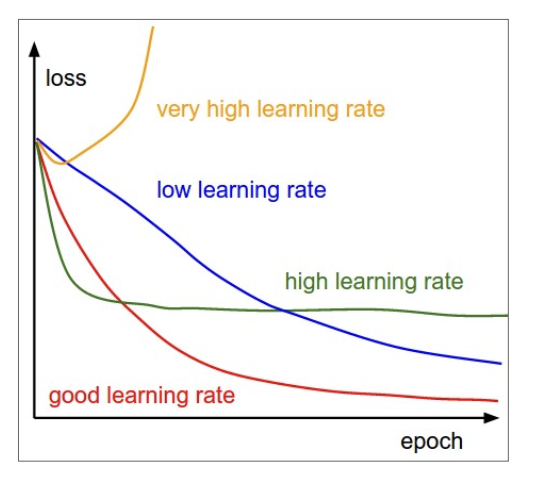 loss
very high learning rate
low learning rate
high learning rate
good learning rate
epoch